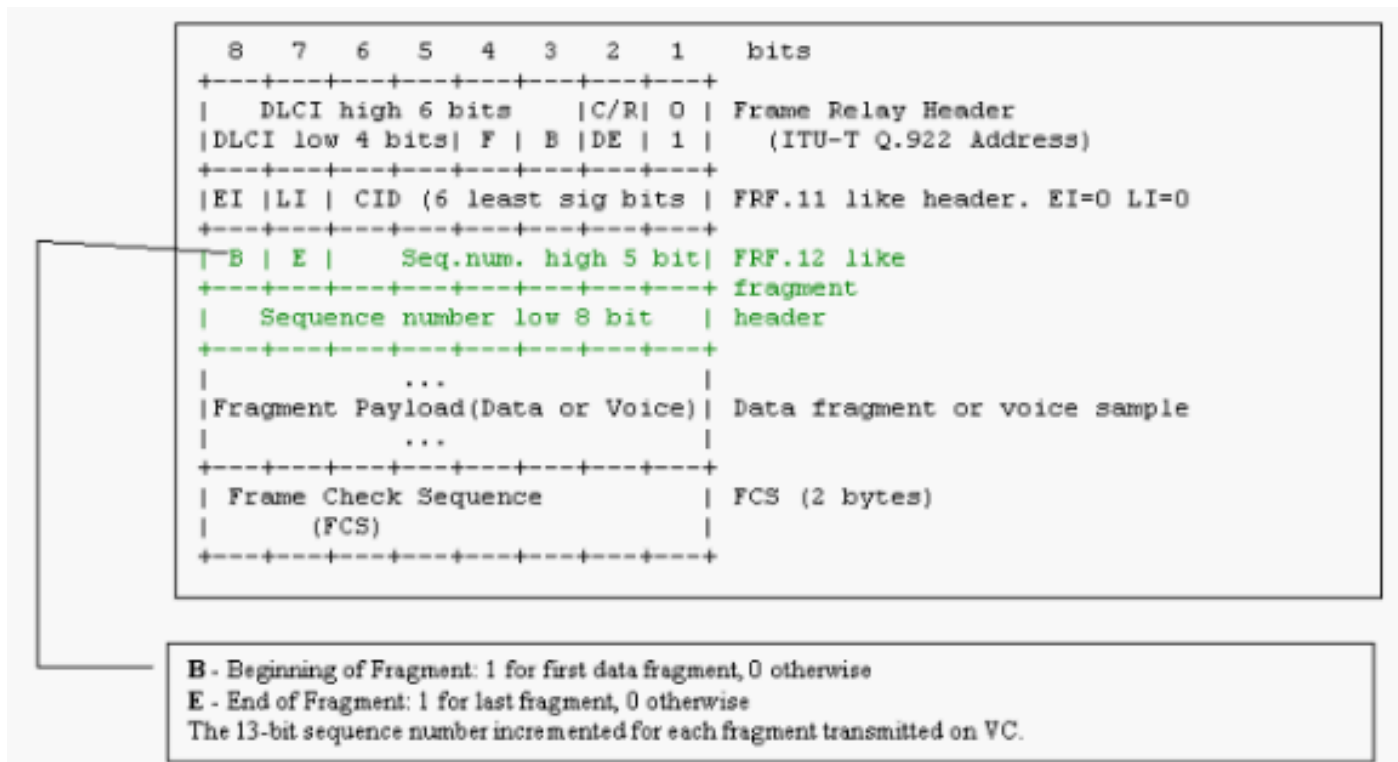 8 7 6 5 4 3 2 1 bits
+---+---+---+---+---+---+---+---+
| DLCI high 6 bits |C/R| 0 | Frame Relay Header
|DLCI low 4 bits| F | B |DE | 1 | (ITU-T Q.922 Address)
+---+---+---+---+---+---+---+---+
|EI |LI | CID (6 least sig bits | FRF.11 like header. EI=0 LI=0
+---+---+---+---+---+---+---+---+
| B | E | Seq.num. high 5 bit| FRF.12 like
+---+---+---+---+---+---+---+---+ fragment
| Sequence number low 8 bit | header
+---+---+---+---+---+---+---+---+
| ... |
|Fragment Payload(Data or Voice)| Data fragment or voice sample
| ... |
+---+---+---+---+---+---+---+---+
| Frame Check Sequence | FCS (2 bytes)
| (FCS) |
+---+---+---+---+---+---+---+---+
B - Beginning of Fragment: 1 for first data fragment, 0 otherwise
E - End of Fragment: 1 for last fragment, 0 otherwise
The 13-bit sequence number incremented for each fragment transmitted on VC.